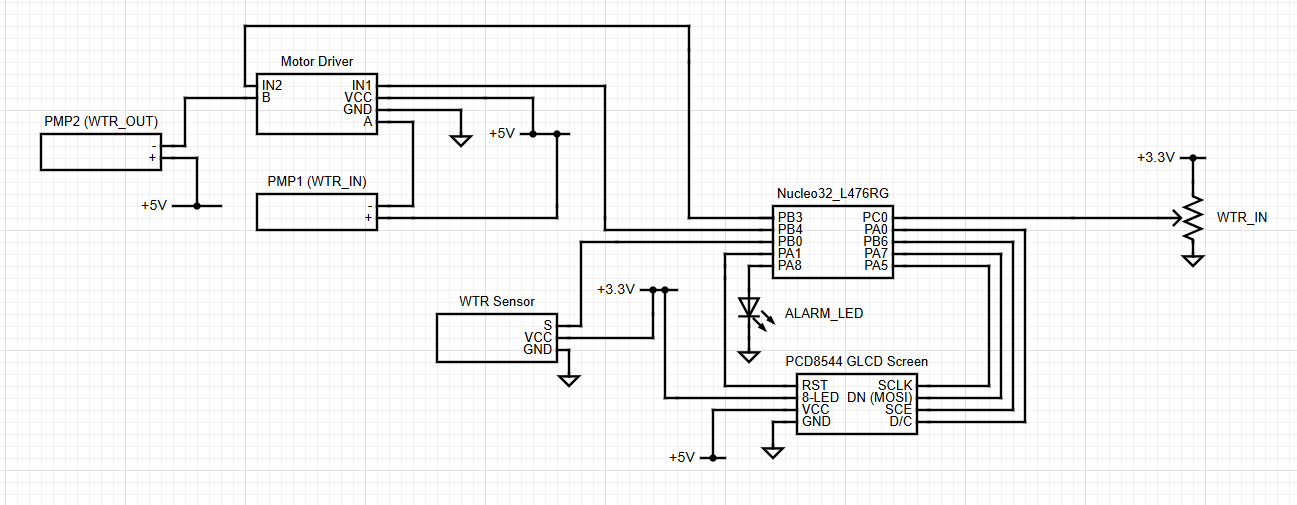 Motor Driver
IN2
B
IN1
VCC
GND
A
PMP2 (WTR_OUT)
-
+
+5V
+5V
PMP1 (WTR_IN)
-
+
Nucleo32_L476RG
PB3
PB4
PB0
PA1
PA8
PC0
PA0
PB6
PA7
PA5
+3.3V
WTR_IN
+3.3V
WTR Sensor
S
VCC
GND
ALARM_LED
PCD8544 GLCD Screen
RST
8-LED
VCC
GND
SCLK
DN (MOSI)
SCE
D/C
+5V